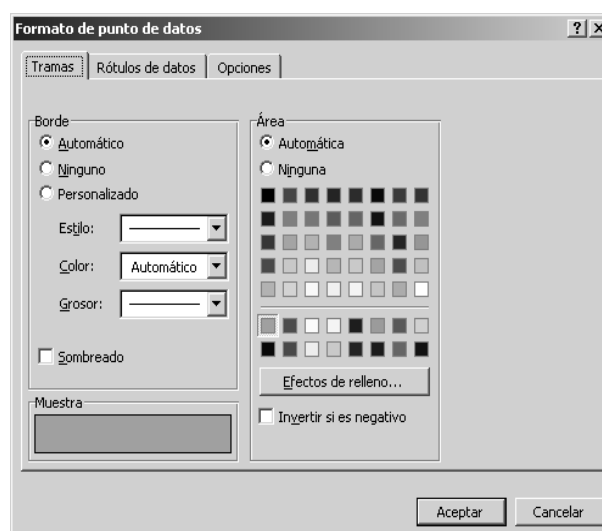 Formato de punto de datos
Tramas Rótulos de datos Opciones
Borde
Automático
Ninguno
Personalizado
Estilo:
Color: Automático
Grosor:
Sombreado
Muestra
Área
Automática
Ninguna
Efectos de relleno...
Invertir si es negativo
Aceptar Cancelar